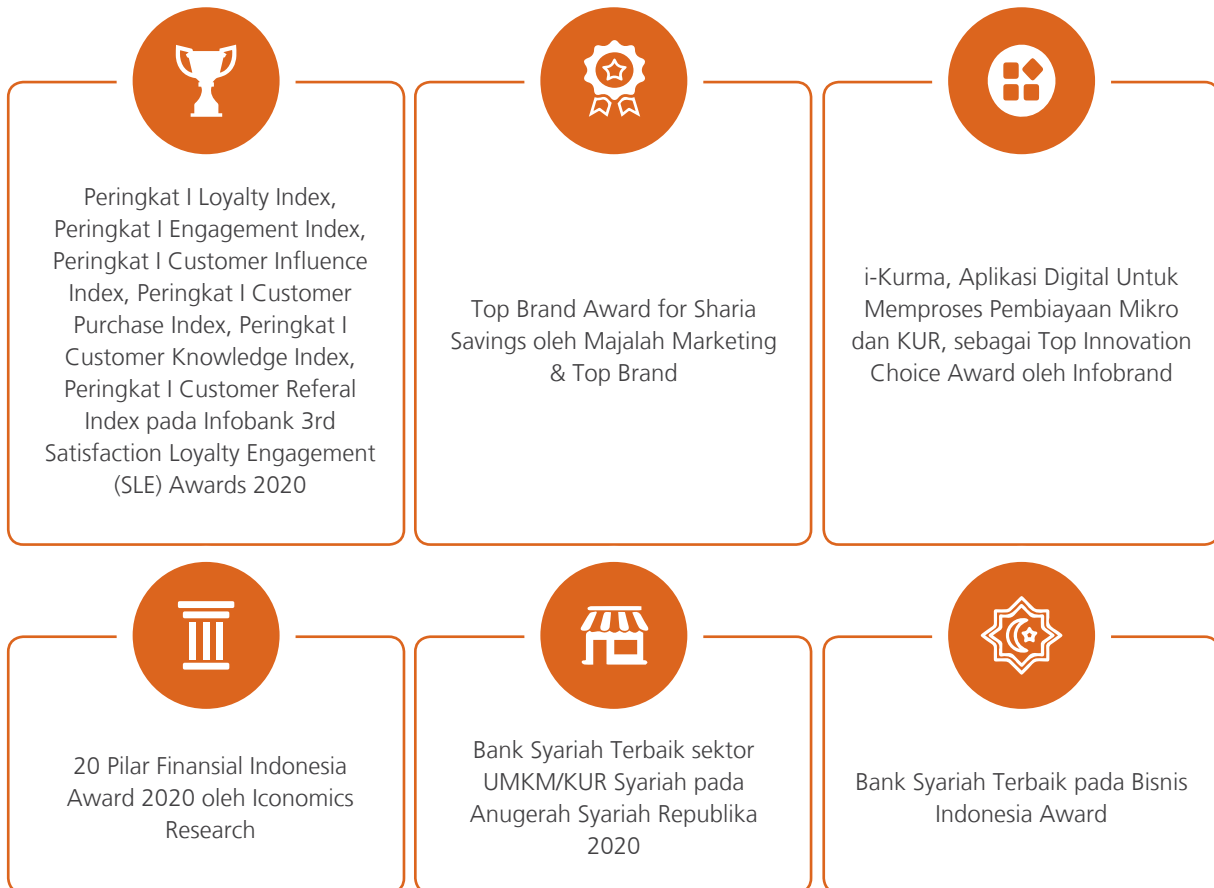 Peringkat I Loyalty Index,
Peringkat I Engagement Index,
Peringkat I Customer Influence
Index, Peringkat I Customer
Purchase Index, Peringkat I
Customer Knowledge Index,
Peringkat I Customer Referal
Index pada Infobank 3rd
Satisfaction Loyalty Engagement
(SLE) Awards 2020
Top Brand Award for Sharia
Savings oleh Majalah Marketing
& Top Brand
i-Kurma, Aplikasi Digital Untuk
Memproses Pembiayaan Mikro
dan KUR, sebagai Top Innovation
Choice Award oleh Infobrand
20 Pilar Finansial Indonesia
Award 2020 oleh Iconomics
Research
Bank Syariah Terbaik sektor
UMKM/KUR Syariah pada
Anugerah Syariah Republika
2020
Bank Syariah Terbaik pada Bisnis
Indonesia Award